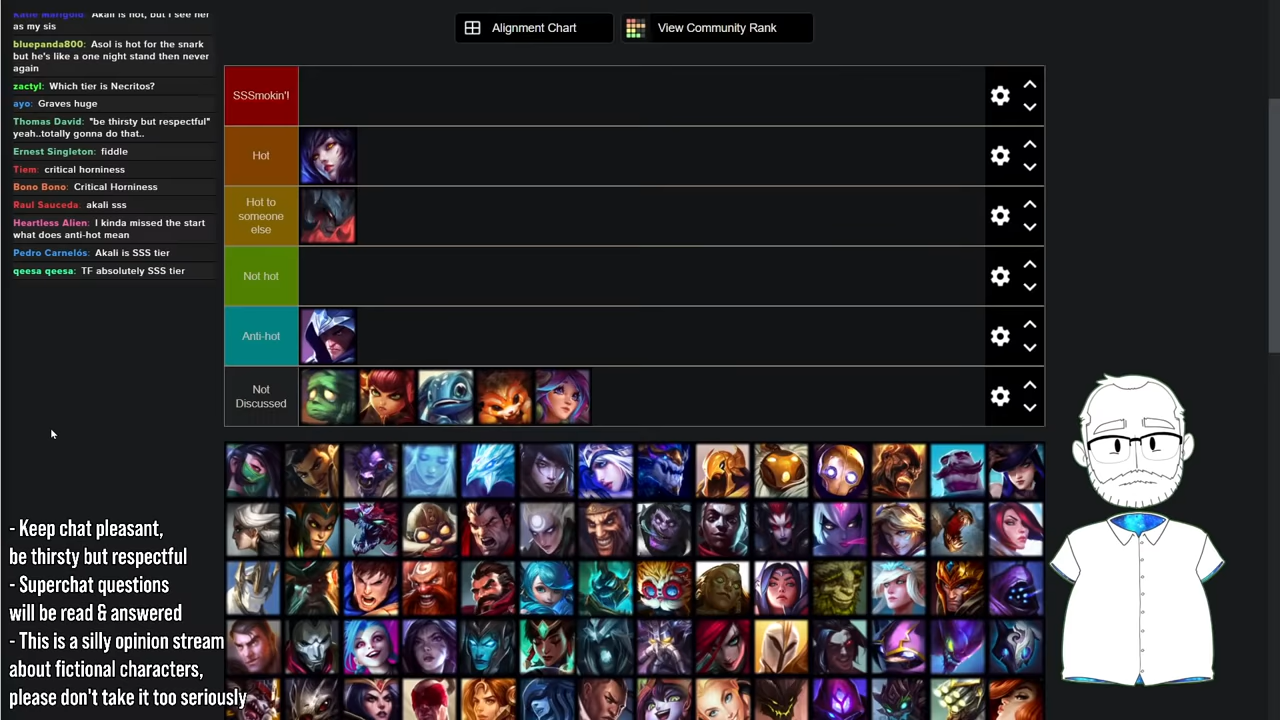 Katie Marigold: Akali is hot, but I see her
as my sis
bluepanda800: Asol is hot for the snark
but he's like a one night stand then never
again
zactyl: Which tier is Necritos?
ayo: Graves huge
Thomas David: "be thirsty but respectful"
yeah..totally gonna do that..
Ernest Singleton: fiddle
Tiem: critical horniness
Bono Bono: Critical Horniness
Raul Sauceda: akali sss
Heartless Alien: I kinda missed the start
what does anti-hot mean
Pedro Carnelós: Akali is SSS tier
qeesa qeesa: TF absolutely SSS tier
- Keep chat pleasant,
be thirsty but respectful
- Superchat questions
will be read & answered
- This is a silly opinion stream
about fictional characters,
please don't take it too seriously
Alignment Chart
View Community Rank
SSSmokin'!
Hot
Hot to
someone
else
Not hot
Anti-hot
Not
Discussed